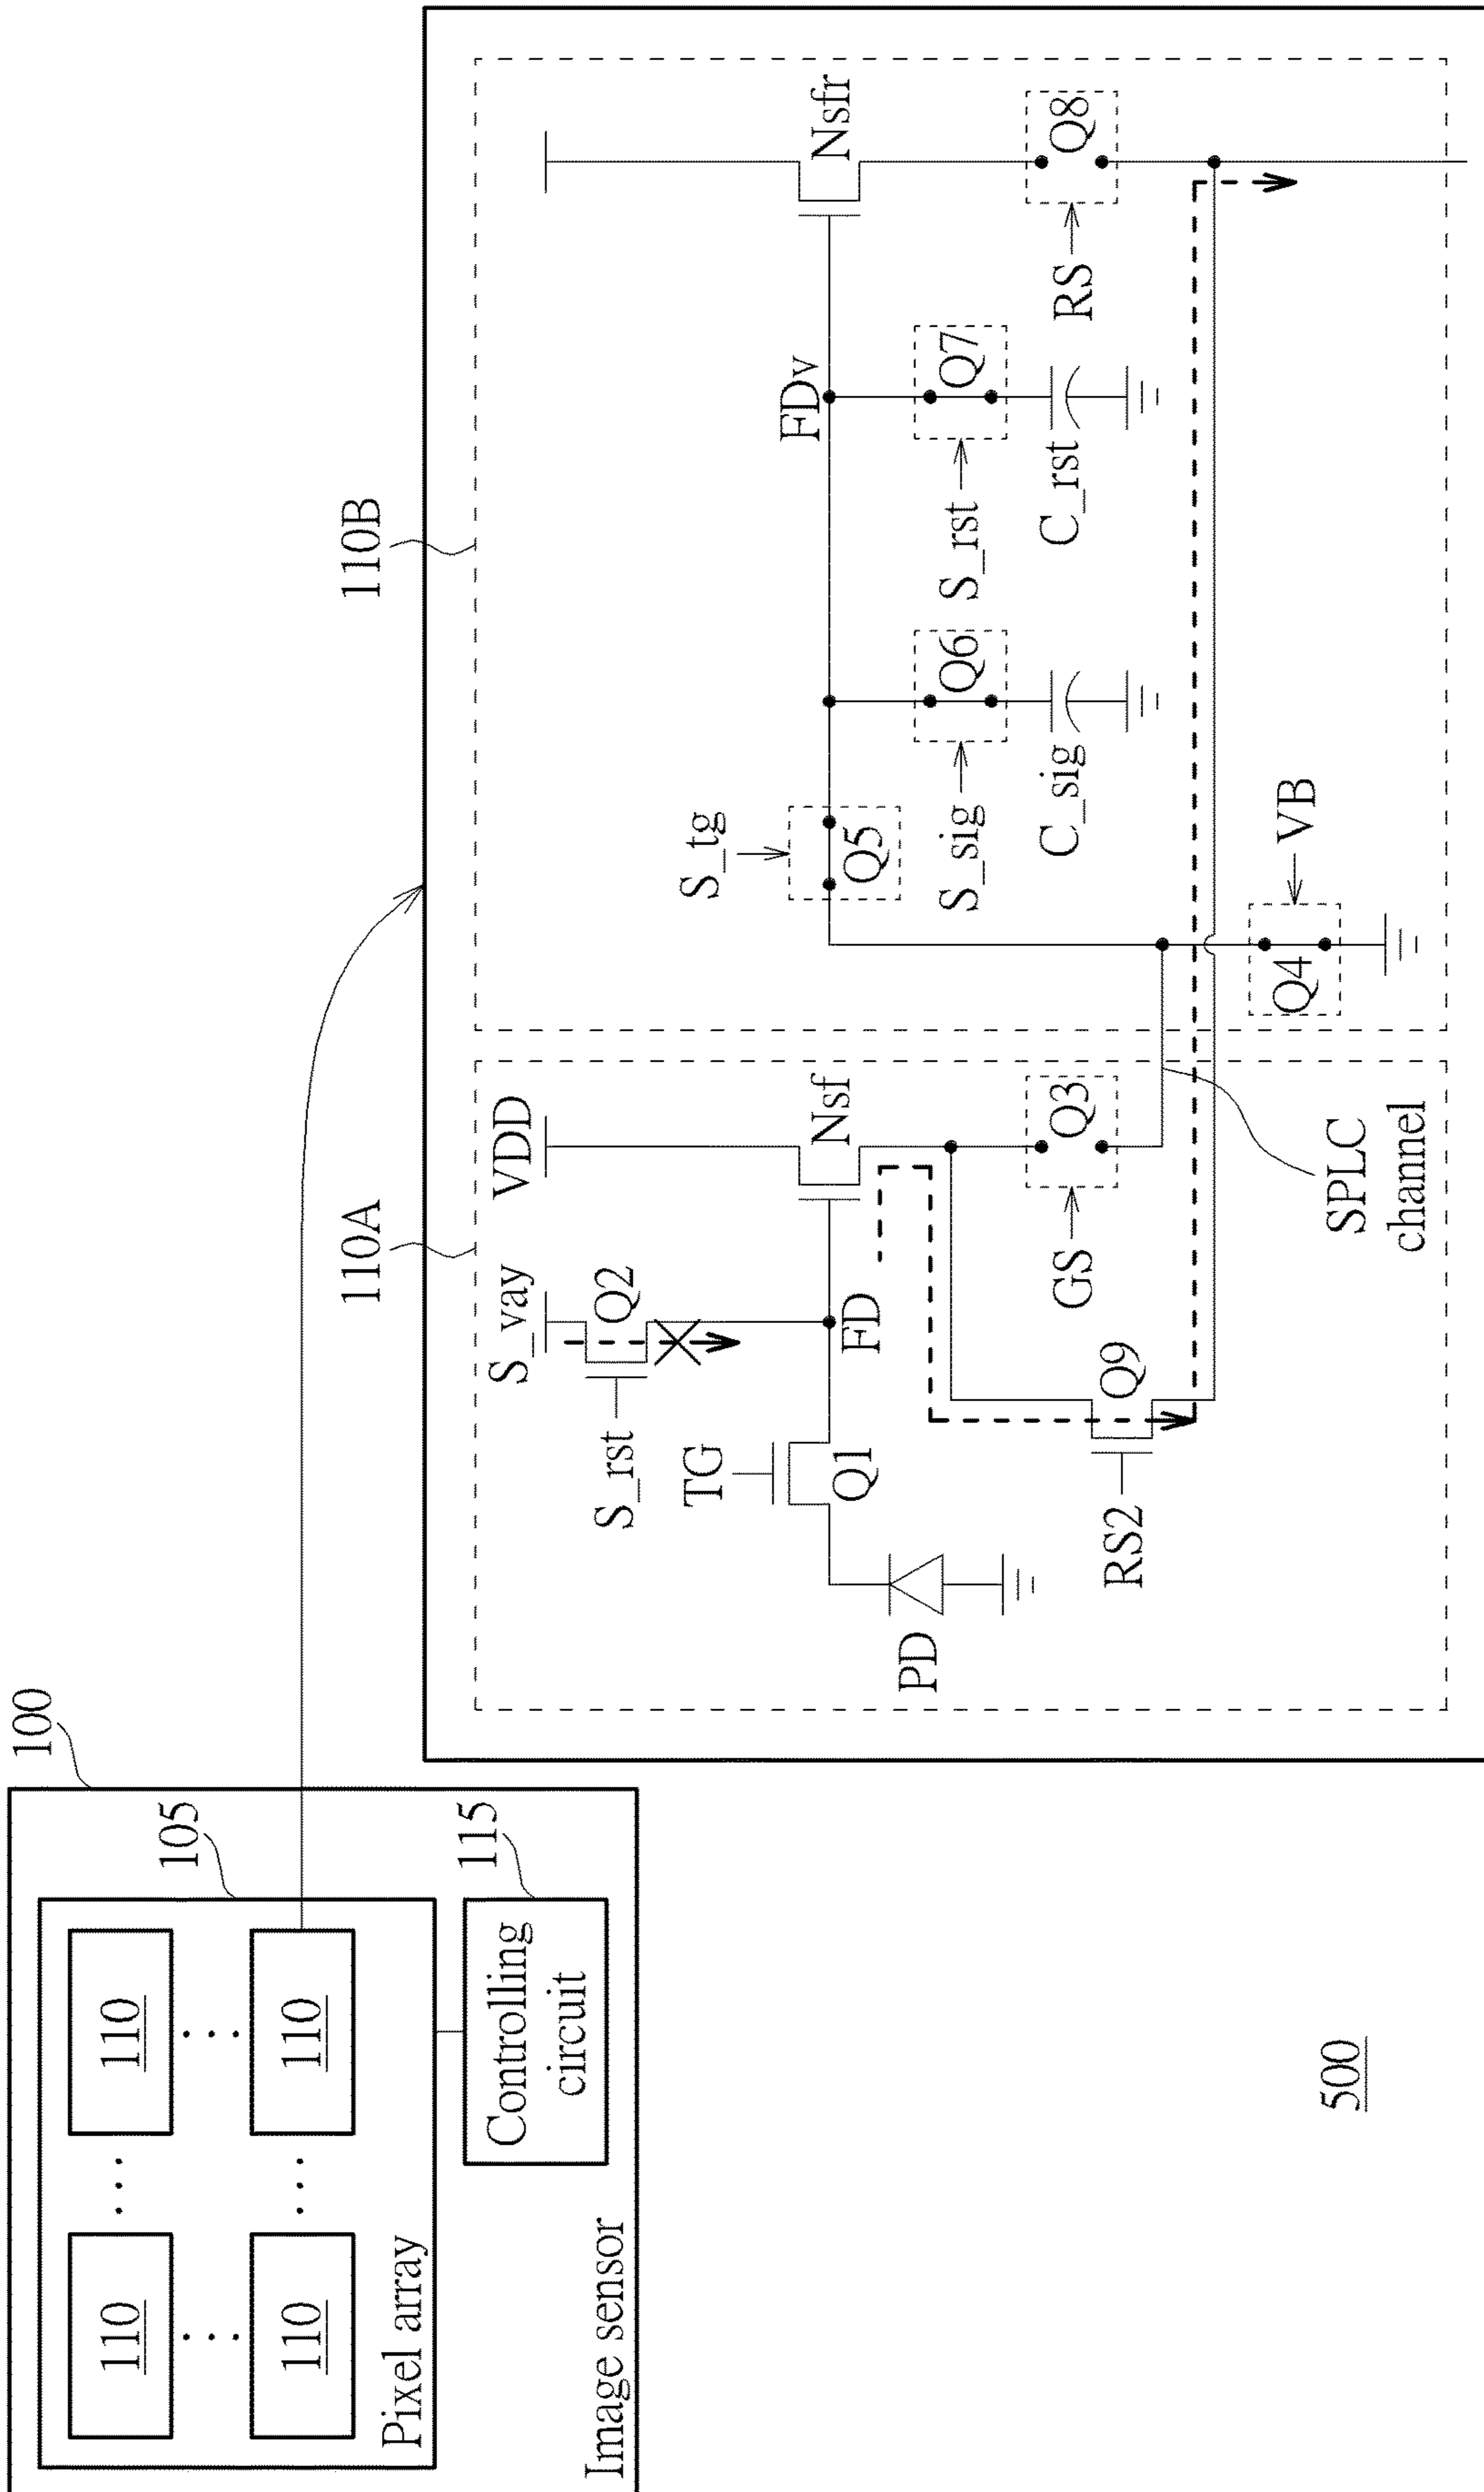 100
105
110
110
110
110
Pixel array
115
Controlling
circuit
Image sensor
500
110A
110B
S_vay
VDD
S_rst
Q2
TG
Q1
FD
Nsf
PD
RS2
Q9
GS
Q3
SPLC
channel
S_tg
Q5
FDv
Nsfr
S_sig
Q6
C_sig
S_rst
Q7
C_rst
RS
Q8
Q4
VB